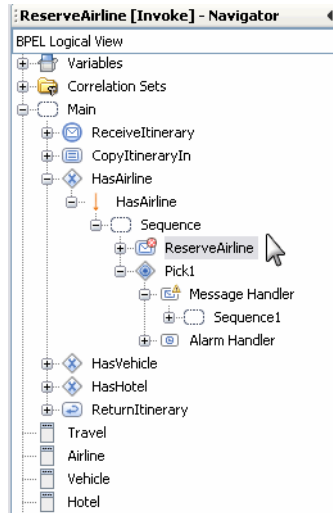 ReserveAirline [Invoke] - Navigator
BPEL Logical View
Variables
Correlation Sets
Main
ReceiveItinerary
CopyItineraryIn
HasAirline
HasAirline
Sequence
ReserveAirline
Pick1
Message Handler
Sequence1
Alarm Handler
HasVehicle
HasHotel
ReturnItinerary
Travel
Airline
Vehicle
Hotel